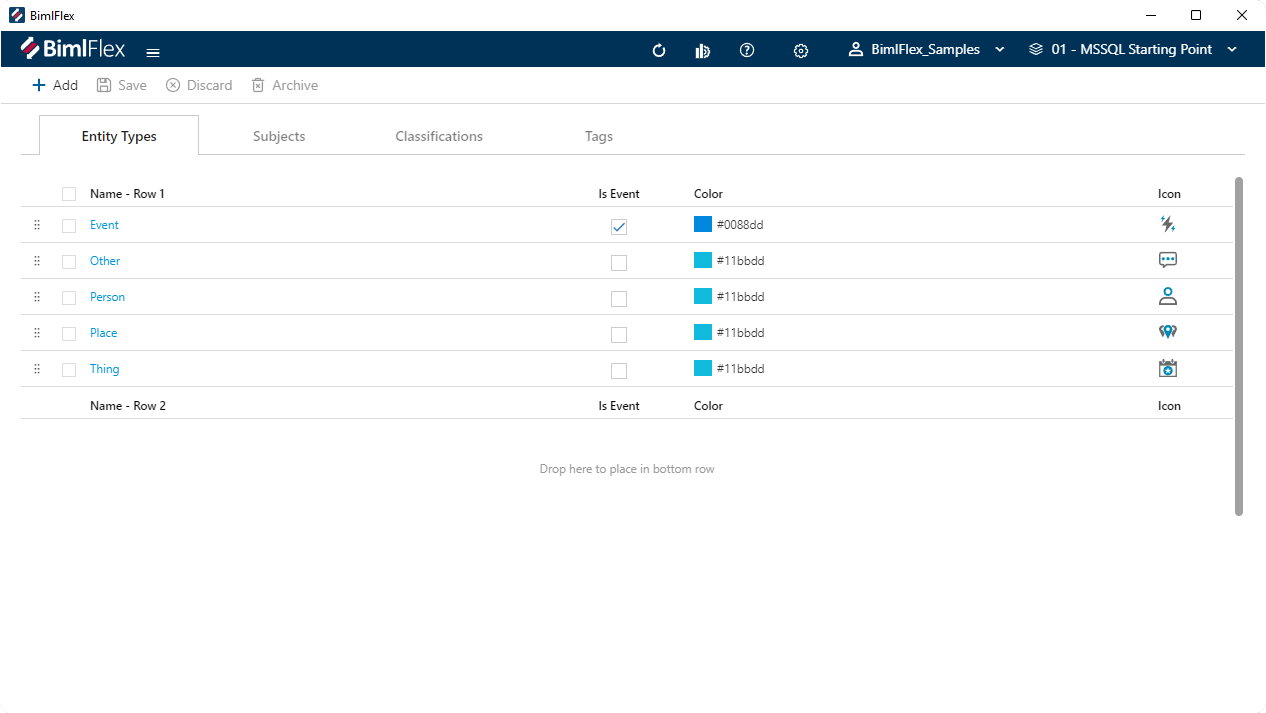 BimlFlex
BimlFlex BimlFlex_Samples 01 - MSSQL Starting Point
Add Save Discard Archive
Entity Types Subjects Classifications Tags
Name - Row 1 Is Event Color Icon
Event #0088dd
Other #11bbdd
Person #11bbdd
Place #11bbdd
Thing #11bbdd
Name - Row 2 Is Event Color Icon
Drop here to place in bottom row